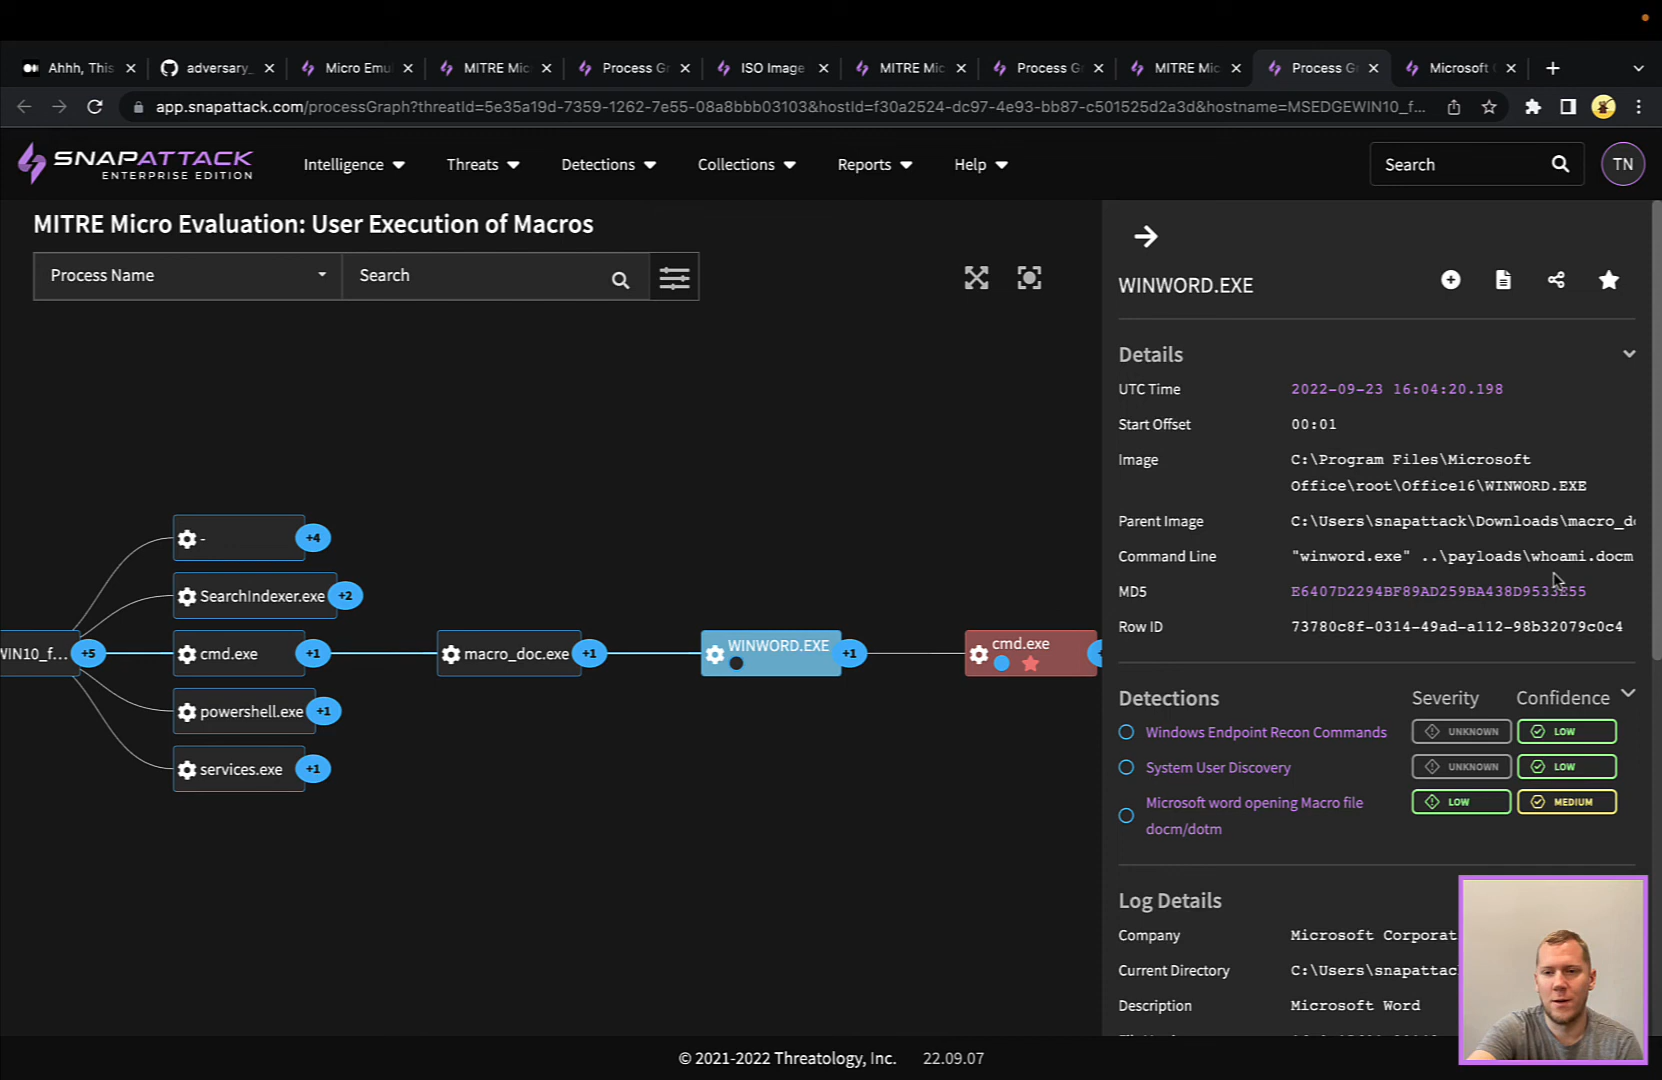 Ahhh, This
adversary_
Micro Emul
MITRE Mic
Process G
ISO Image
MITRE Mic
Process G
MITRE Mic
Process G
Microsoft
app.snapattack.com/processGraph?threatId=5e35a19d-7359-1262-7e55-08a8bbb03103&hostId=f30a2524-dc97-4e93-bb87-c501525d2a3d&hostname=MSEDGEWIN10_f...
SNAPATTACK
ENTERPRISE EDITION
Intelligence
Threats
Detections
Collections
Reports
Help
Search
TN
MITRE Micro Evaluation: User Execution of Macros
Process Name
Search
WIN10_f...
+5
-
+4
SearchIndexer.exe
+2
cmd.exe
+1
powershell.exe
+1
services.exe
+1
macro_doc.exe
+1
WINWORD.EXE
+1
cmd.exe
WINWORD.EXE
Details
UTC Time 2022-09-23 16:04:20.198
Start Offset 00:01
Image C:\Program Files\Microsoft
Office\root\Office16\WINWORD.EXE
Parent Image C:\Users\snapattack\Downloads\macro_do
Command Line "winword.exe" ..\payloads\whoami.docm
MD5 E6407D2294BF89AD259BA438D9533E55
Row ID 73780c8f-0314-49ad-a112-98b32079c0c4
Detections Severity Confidence
Windows Endpoint Recon Commands UNKNOWN LOW
System User Discovery UNKNOWN LOW
Microsoft word opening Macro file LOW MEDIUM
docm/dotm
Log Details
Company Microsoft Corporat
Current Directory C:\Users\snapattac
Description Microsoft Word
© 2021-2022 Threatology, Inc. 22.09.07